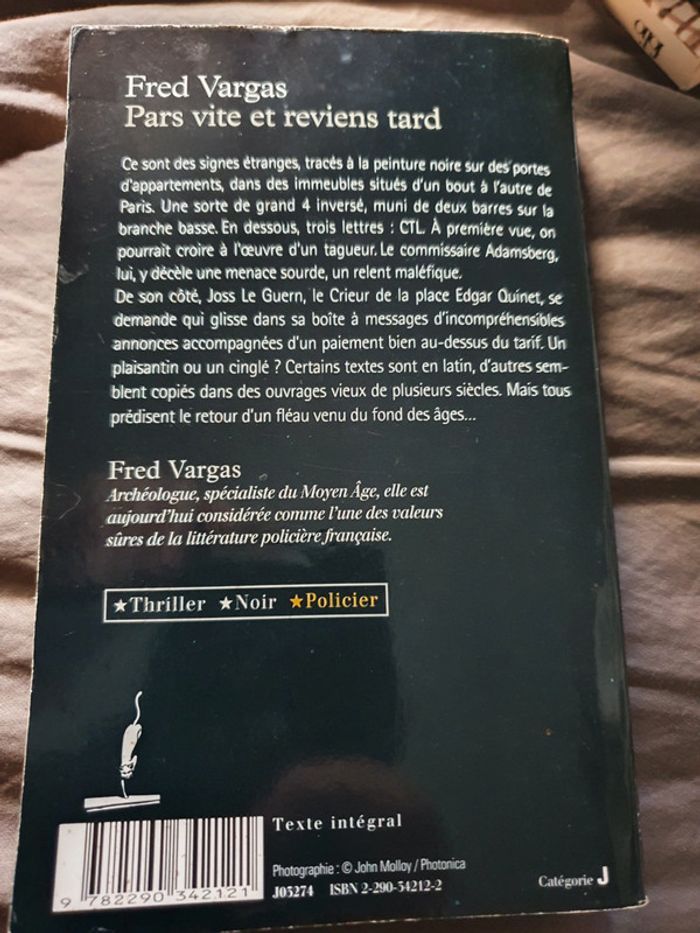 Fred Vargas
Pars vite et reviens tard
Ce sont des signes étranges, tracés à la peinture noire sur des portes
d'appartements, dans des immeubles situés d'un bout à l'autre de
Paris. Une sorte de grand 4 inversé, muni de deux barres sur la
branche basse. En dessous, trois lettres : CTL. À première vue, on
pourrait croire à l'œuvre d'un tagueur. Le commissaire Adamsberg,
lui, y décèle une menace sourde, un relent maléfique.
De son côté, Joss Le Guern, le Crieur de la place Edgar Quinet, se
demande qui glisse dans sa boîte à messages d'incompréhensibles
annonces accompagnées d'un paiement bien au-dessus du tarif. Un
plaisantin ou un cinglé ? Certains textes sont en latin, d'autres sem-
blent copiés dans des ouvrages vieux de plusieurs siècles. Mais tous
prédisent le retour d'un fléau venu du fond des âges...
Fred Vargas
Archéologue, spécialiste du Moyen Âge, elle est
aujourd'hui considérée comme l'une des valeurs
sûres de la littérature policière française.
★Thriller ★Noir ★Policier
Texte intégral
Photographie : © John Molloy / Photonica
J03274 ISBN 2-290-34212-2
Catégorie J
9 782290 342121